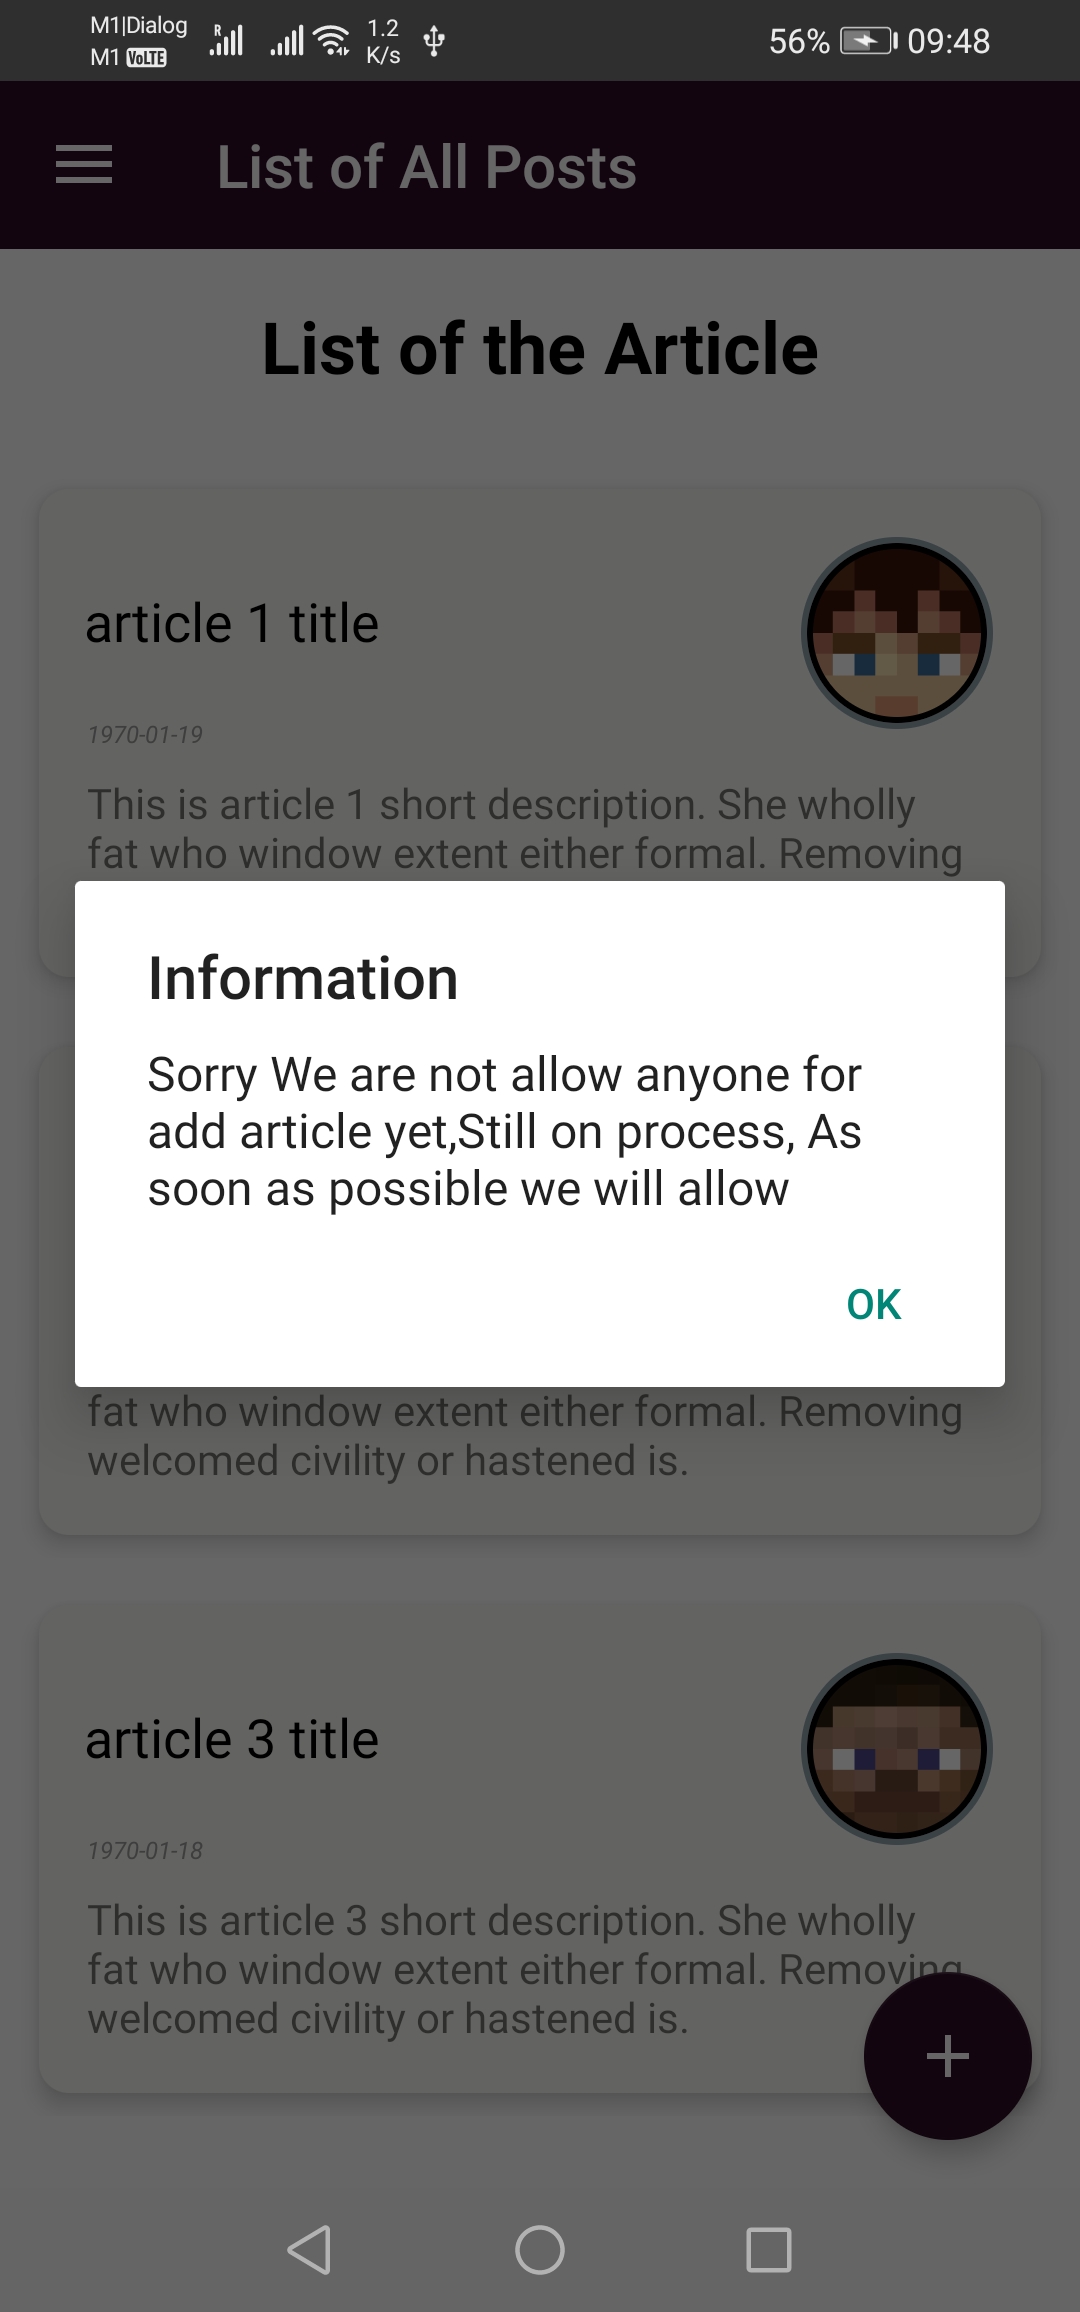 M1|Dialog
M1 VoLTE
R
1.2
K/s
56%
09:48
List of All Posts
List of the Article
article 1 title
1970-01-19
This is article 1 short description. She wholly
fat who window extent either formal. Removing
Information
Sorry We are not allow anyone for
add article yet,Still on process, As
soon as possible we will allow
OK
fat who window extent either formal. Removing
welcomed civility or hastened is.
article 3 title
1970-01-18
This is article 3 short description. She wholly
fat who window extent either formal. Removing
welcomed civility or hastened is.